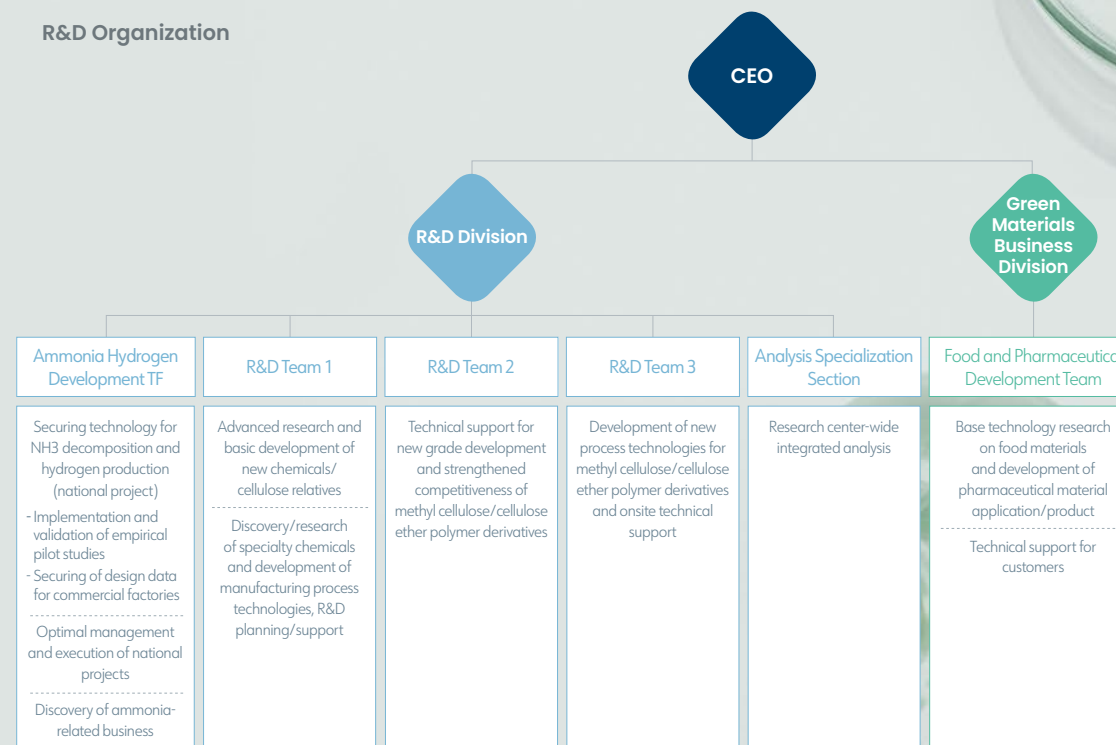 R&D Organization
CEO
R&D Division
Green
Materials
Business
Division
Ammonia Hydrogen
Development TF
R&D Team 1
R&D Team 2
R&D Team 3
Analysis Specialization
Section
Food and
Development Team
Securing technology for
NH3 decomposition and
hydrogen production
(national project)
- Implementation and
validation of empirical
pilot studies
- Securing of design data
for commercial factories
Optimal management
and execution of national
projects
Discovery of ammonia-
related business
Advanced research and
basic development of
new chemicals/
cellulose relatives
Discovery/research
of specialty chemicals
and development of
manufacturing process
technologies, R&D
planning/support
Technical support for
new grade development
and strengthened
competitiveness of
methyl cellulose/cellulose
ether polymer derivatives
Development of new
process technologies for
methyl cellulose/cellulose
ether polymer derivatives
and onsite technical
support
Research center-wide
integrated analysis
Base technology research
on food materials
and development of
pharmaceutical material
application/product
Technical support for
customers